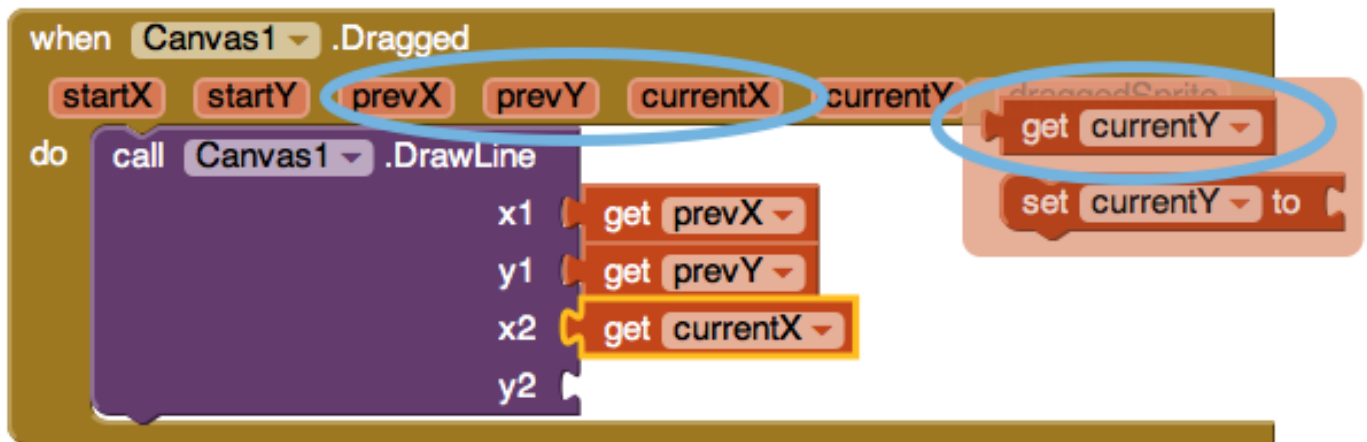 when Canvas1 .Dragged
startX startY prevX prevY currentX currentY draggedSprite
get currentY
do call Canvas1 .DrawLine
x1 get prevX
set currentY to
y1 get prevY
x2 get currentX
y2